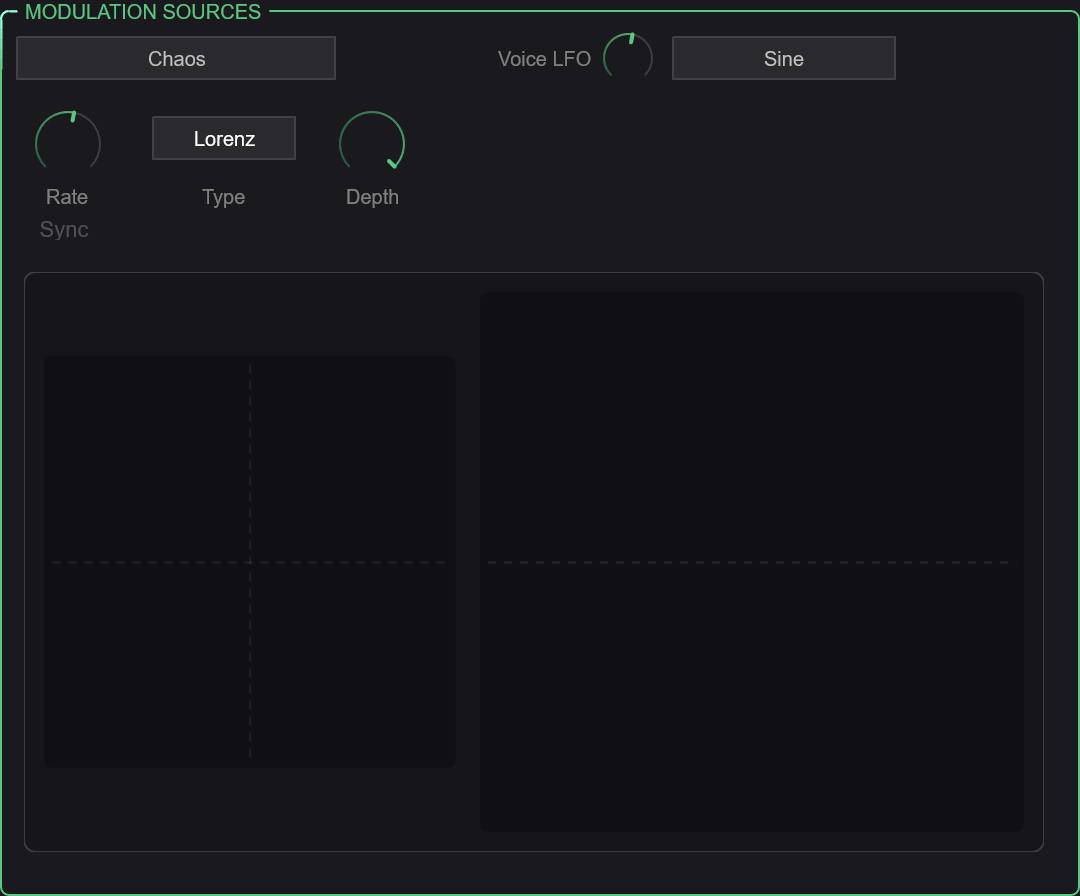 MODULATION SOURCES
Chaos
Voice LFO
Sine
Lorenz
Rate
Type
Depth
Sync